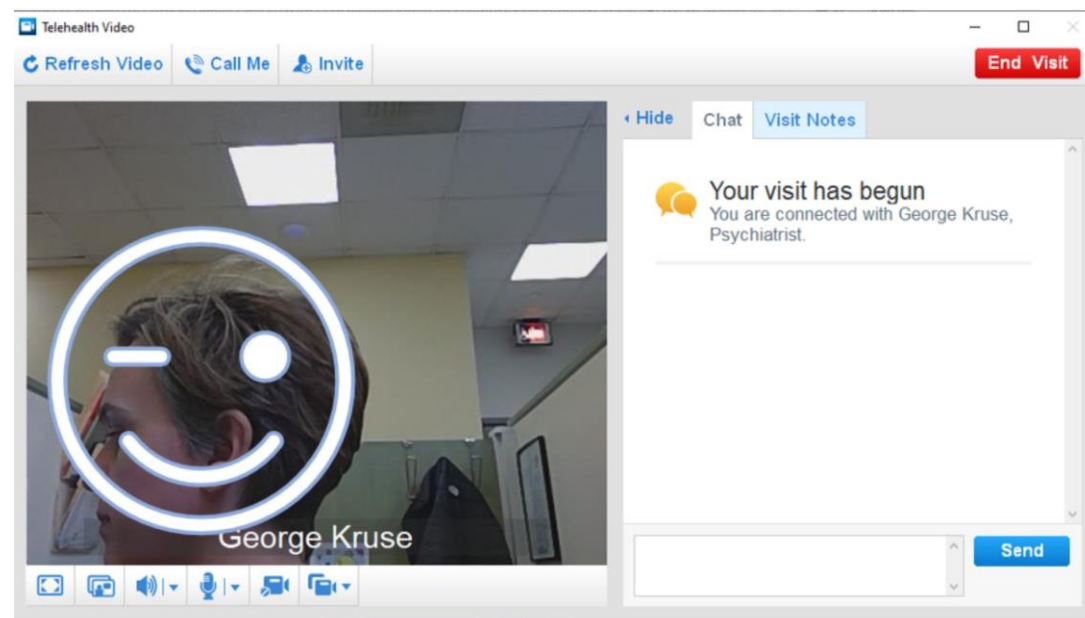 Telehealth Video
Refresh Video Call Me Invite End Visit
Hide Chat Visit Notes
Your visit has begun
You are connected with George Kruse,
Psychiatrist.
George Kruse
Send